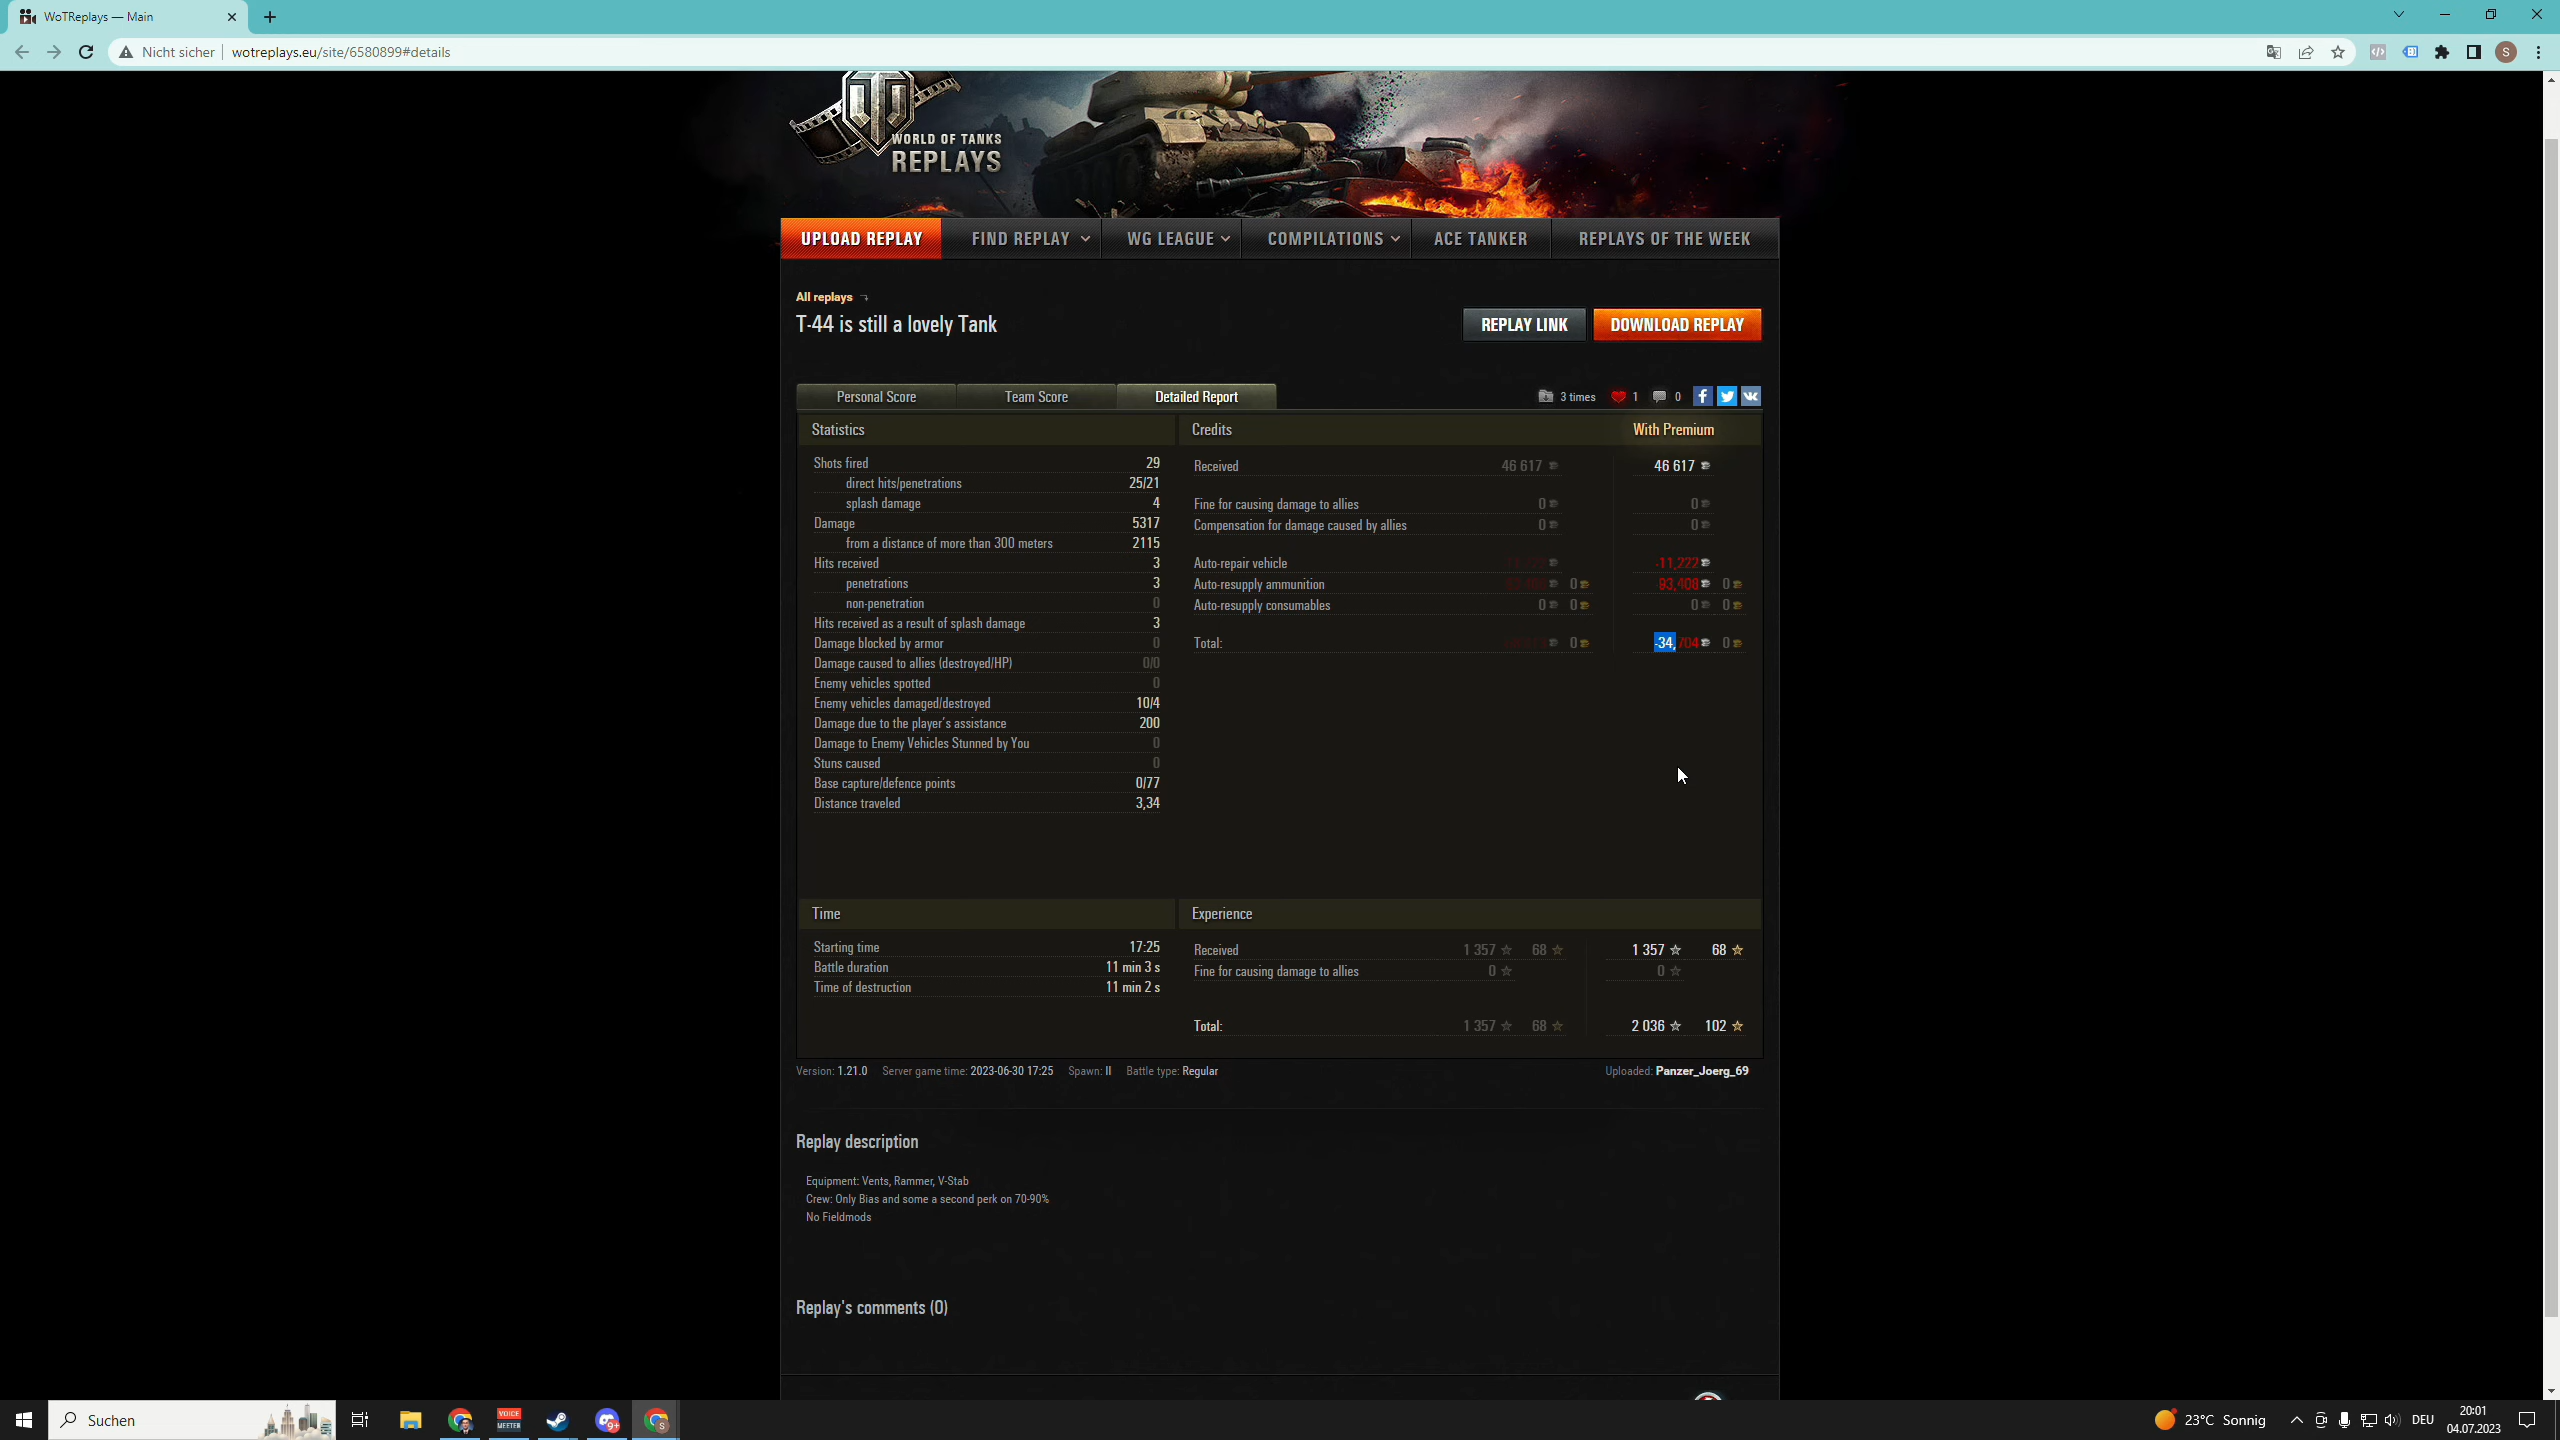 WoTReplays — Main
Nicht sicher wotreplays.eu/site/6580899#details
S
WORLD OF TANKS
REPLAYS
UPLOAD REPLAY FIND REPLAY WG LEAGUE COMPILATIONS ACE TANKER REPLAYS OF THE WEEK
All replays
T-44 is still a lovely Tank
REPLAY LINK DOWNLOAD REPLAY
Personal Score Team Score Detailed Report 3 times 1 0
Statistics
Shots fired 29
direct hits/penetrations 25/21
splash damage 4
Damage 5317
from a distance of more than 300 meters 2115
Hits received 3
penetrations 3
non-penetration 0
Hits received as a result of splash damage 3
Damage blocked by armor 0
Damage caused to allies (destroyed/HP) 0/0
Enemy vehicles spotted 0
Enemy vehicles damaged/destroyed 10/4
Damage due to the player's assistance 200
Damage to Enemy Vehicles Stunned by You 0
Stuns caused 0
Base capture/defence points 0/77
Distance traveled 3,34
Credits With Premium
Received 46 617 46 617
Fine for causing damage to allies 0 0
Compensation for damage caused by allies 0 0
Auto-repair vehicle -11,222
Auto-resupply ammunition 0 -93,408 0
Auto-resupply consumables 0 0 0 0
Total: 0 -34,704 0
Time
Starting time 17:25
Battle duration 11 min 3 s
Time of destruction 11 min 2 s
Experience
Received 1 357 68 1 357 68
Fine for causing damage to allies 0 0
Total: 1 357 68 2 036 102
Version: 1.21.0 Server game time: 2023-06-30 17:25 Spawn: II Battle type: Regular Uploaded: Panzer_Joerg_69
Replay description
Equipment: Vents, Rammer, V-Stab
Crew: Only Bias and some a second perk on 70-90%
No Fieldmods
Replay's comments (0)
Suchen
VOICE
MEETER
9+
S
23°C Sonnig
DEU
20:01
04.07.2023